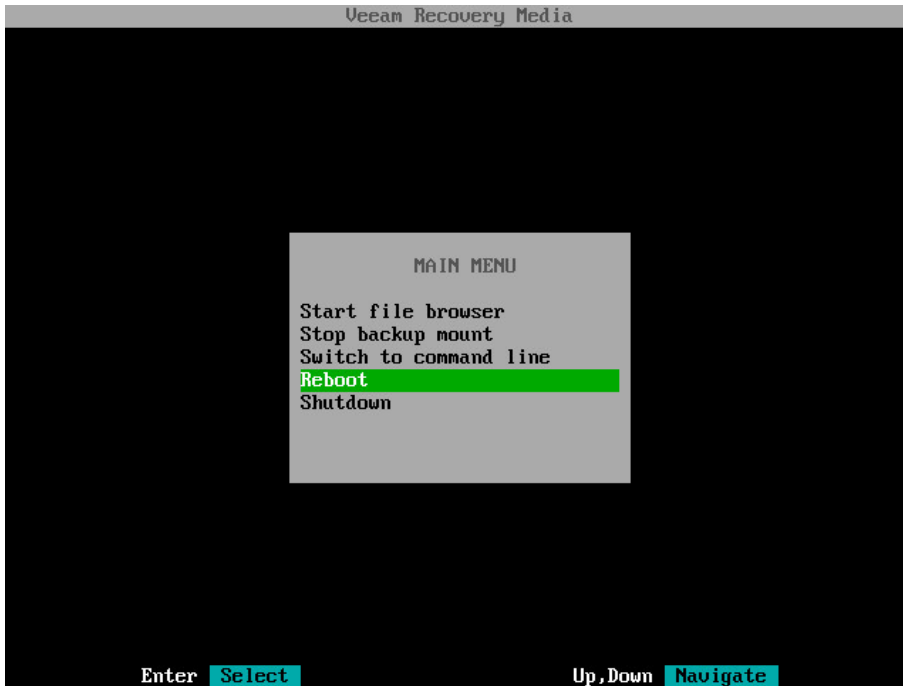 Veeam Recovery Media
MAIN MENU
Start file browser
Stop backup mount
Switch to command line
Reboot
Shutdown
Enter Select Up,Down Navigate